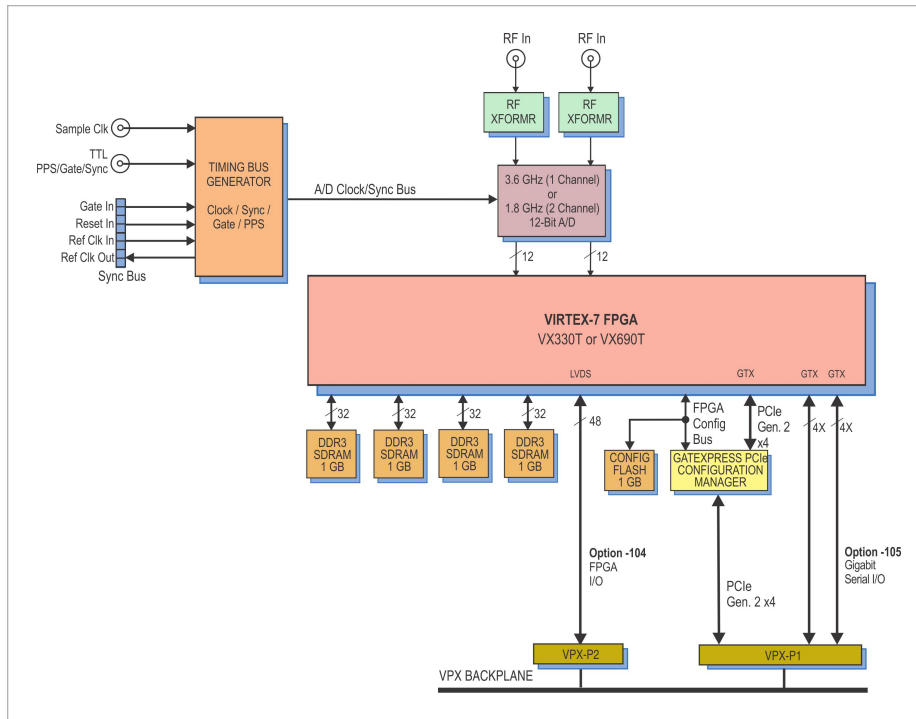 RF In
RF In
RF
XFORMR
RF
XFORMR
Sample Clk
TTL
PPS/Gate/Sync
TIMING BUS
GENERATOR
Clock / Sync /
Gate / PPS
Gate In
Reset In
Ref Clk In
Ref Clk Out
Sync Bus
A/D Clock/Sync Bus
3.6 GHz (1 Channel)
or
1.8 GHz (2 Channel)
12-Bit A/D
12
12
VIRTEX-7 FPGA
VX330T or VX690T
LVDS
GTX
GTX
GTX
32
32
32
32
48
FPGA
Config
Bus
PCIe
Gen. 2
x4
4X
4X
DDR3
SDRAM
1 GB
DDR3
SDRAM
1 GB
DDR3
SDRAM
1 GB
DDR3
SDRAM
1 GB
CONFIG
FLASH
1 GB
GATEXPRESS PCIe
CONFIGURATION
MANAGER
Option -104
FPGA
I/O
PCIe
Gen. 2 x4
Option -105
Gigabit
Serial I/O
VPX-P2
VPX-P1
VPX BACKPLANE